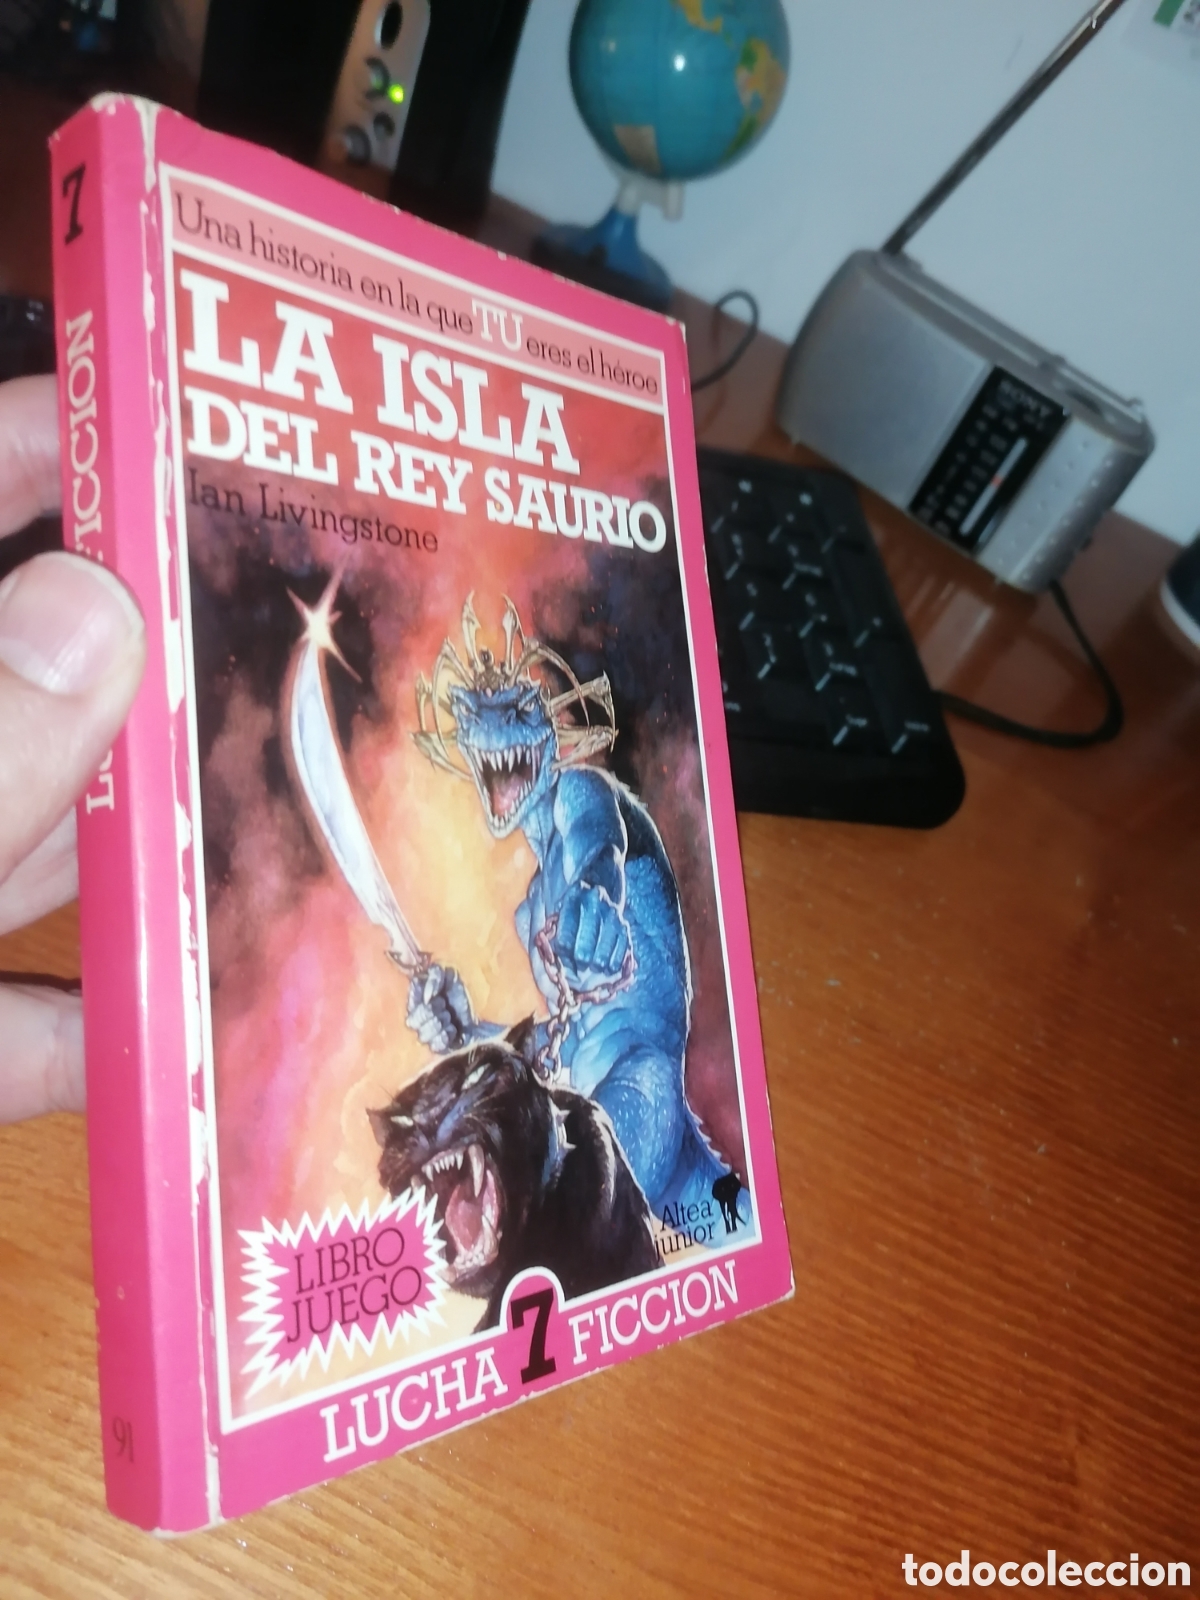 7
FICCION
91
Una historia en la que TU eres el héroe
LA ISLA
DEL REY SAURIO
Ian Livingstone
LIBRO
JUEGO
Altea
junior
LUCHA 7 FICCION
SONY
todocoleccion